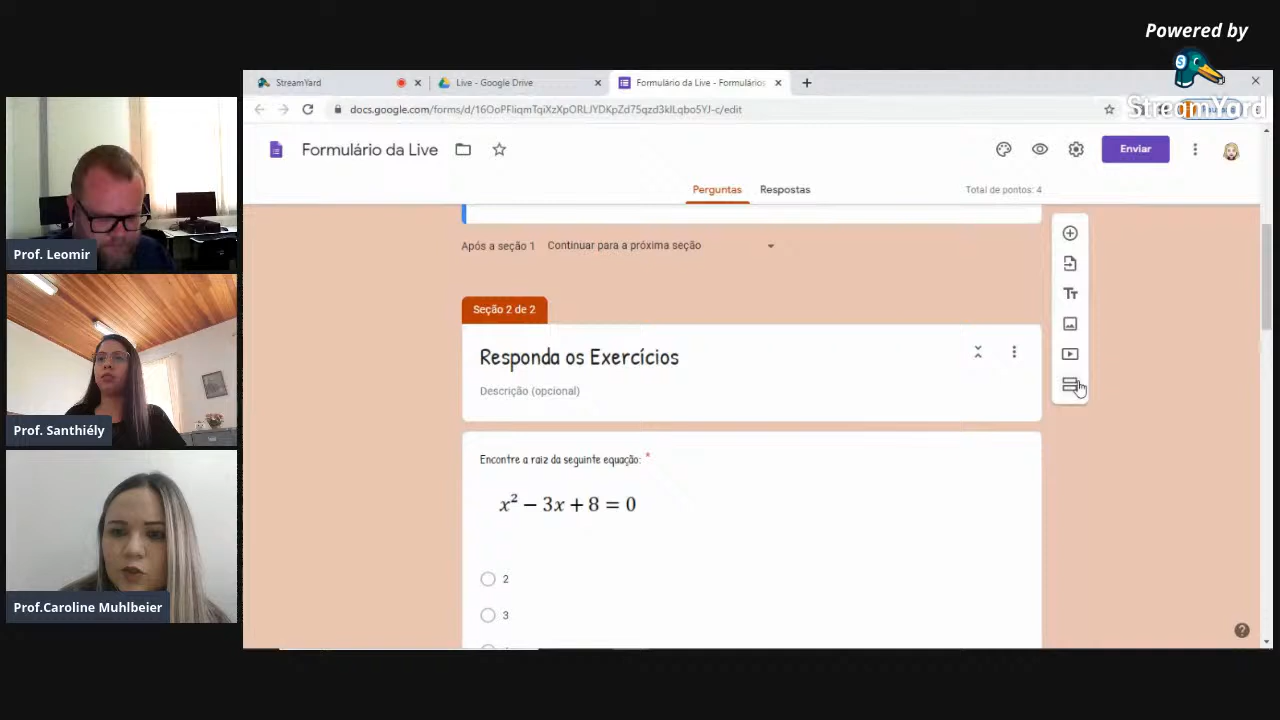 Powered by
StreamYard
StreamYard
Live - Google Drive
Formulário da Live - Formulários
docs.google.com/forms/d/16OoPFliqmTqiXzXpORLJYDKpZd75qzd3klLqbo5YJ-c/edit
Formulário da Live
Enviar
Perguntas
Respostas
Total de pontos: 4
Após a seção 1
Continuar para a próxima seção
Seção 2 de 2
Responda os Exercícios
Descrição (opcional)
Encontre a raiz da seguinte equação: *
x² − 3x + 8 = 0
2
3
Prof. Leomir
Prof. Santhiély
Prof.Caroline Muhlbeier